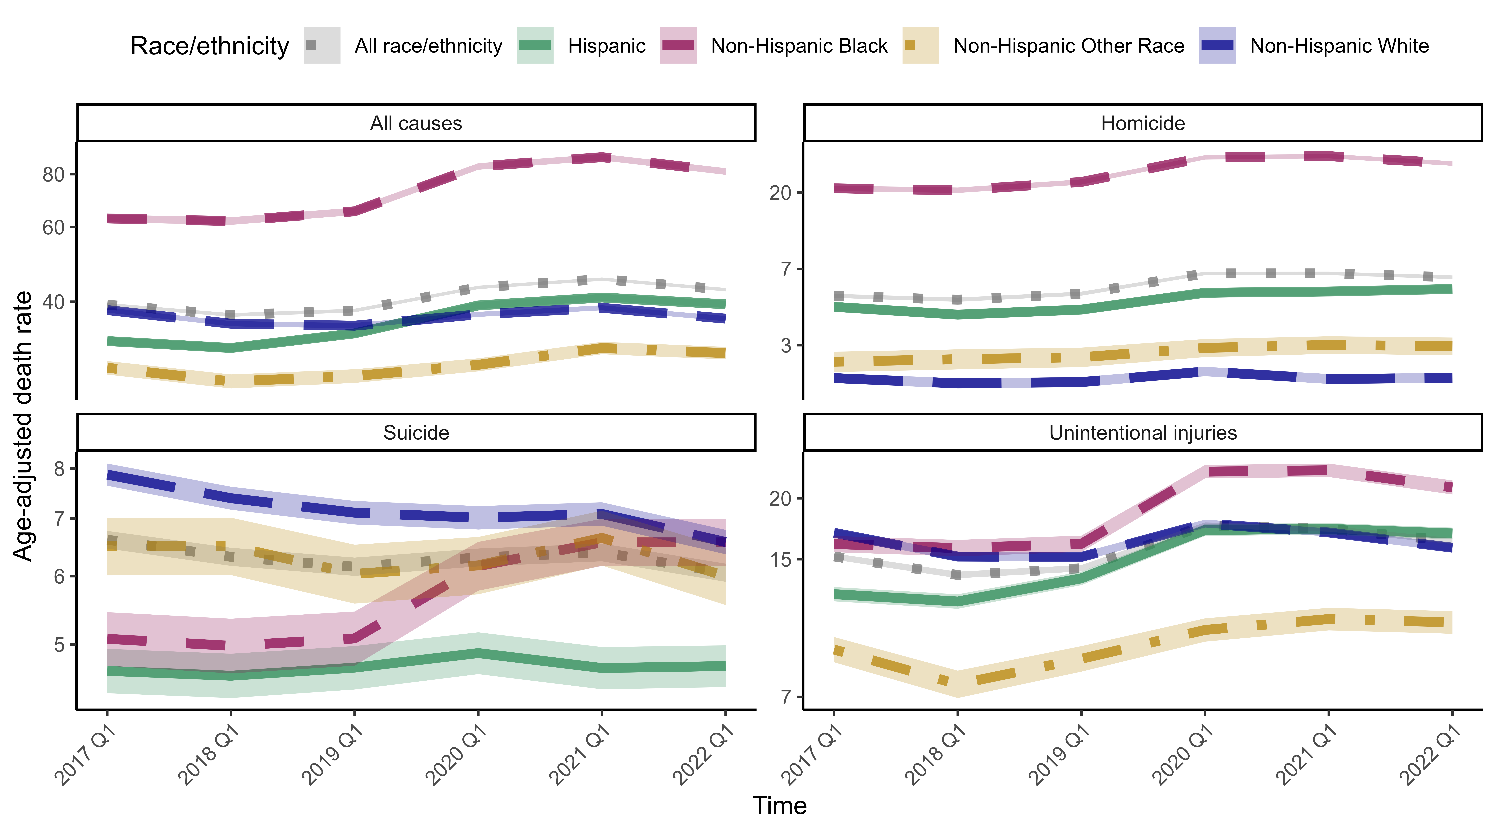 Race/ethnicity All race/ethnicity Hispanic Non-Hispanic Black Non-Hispanic Other Race Non-Hispanic White
All causes
80
60
40
Homicide
20
7
3
Suicide
8
7
6
5
Unintentional injuries
20
15
7
Age-adjusted death rate
2017 Q1 2018 Q1 2019 Q1 2020 Q1 2021 Q1 2022 Q1
2017 Q1 2018 Q1 2019 Q1 2020 Q1 2021 Q1 2022 Q1
Time